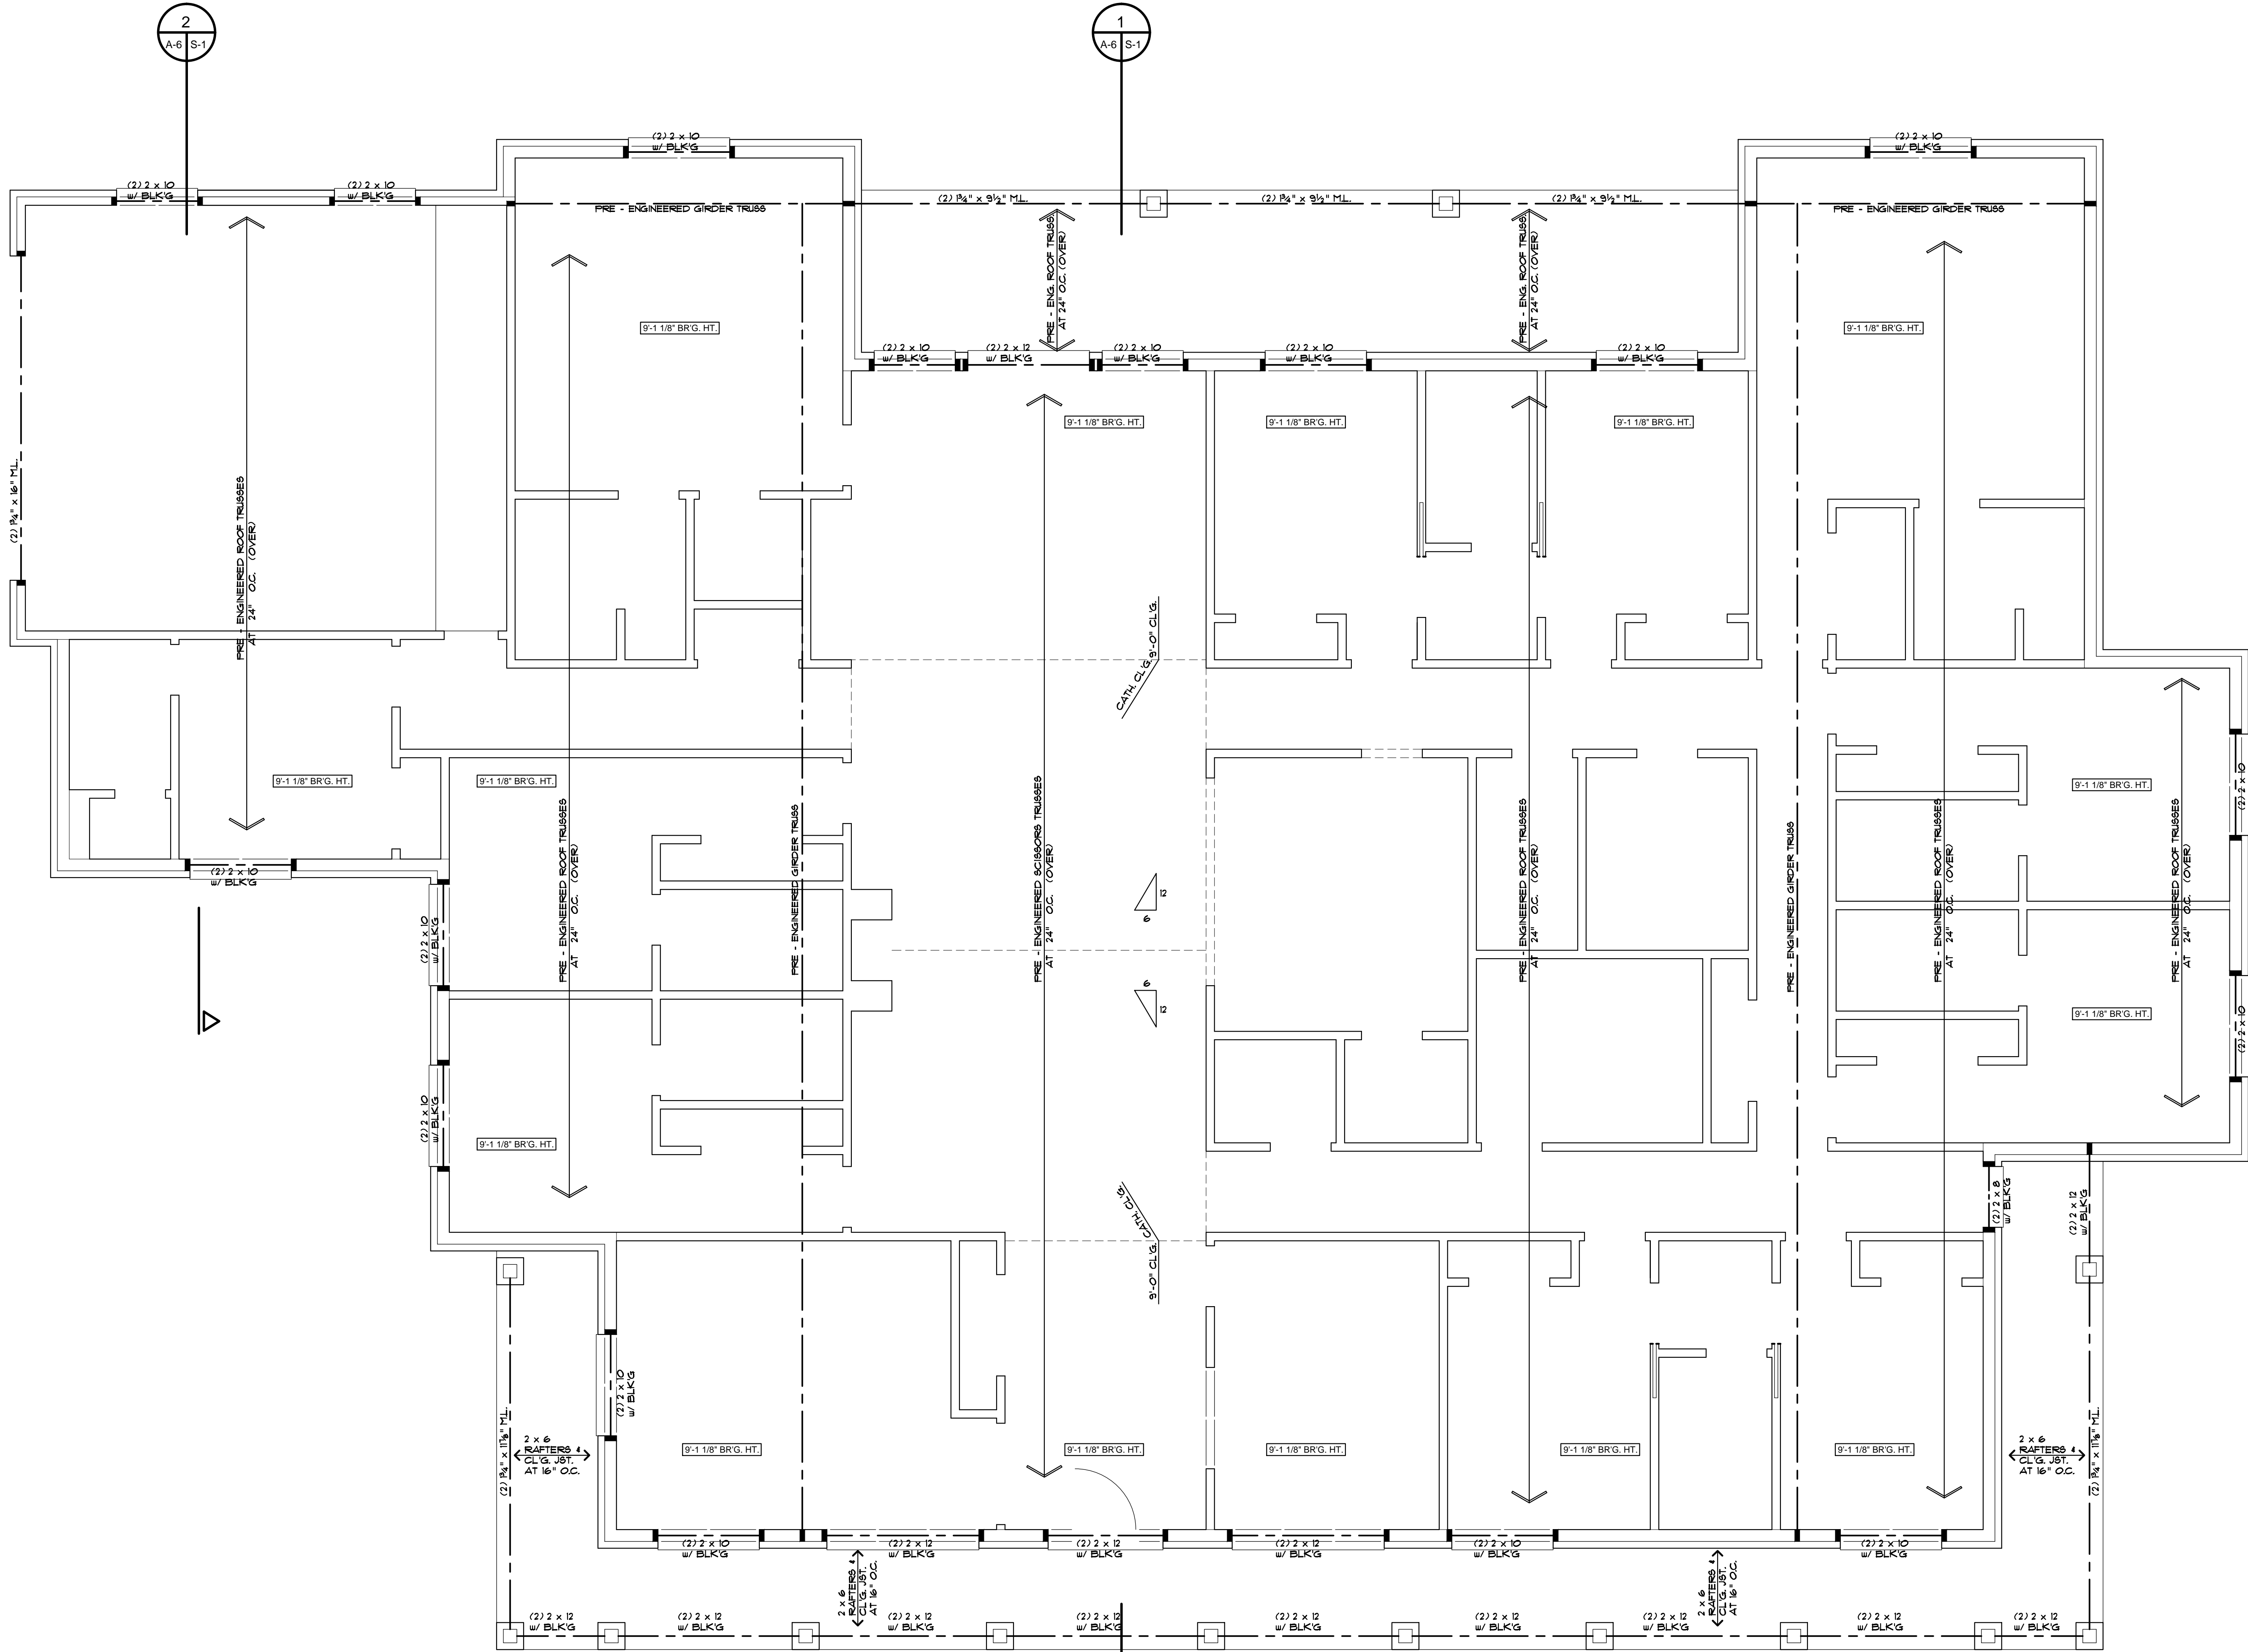 2
A-6 S-1
1
A-6 S-1
(2) 2 x 10
w/ BLK'G
(2) 2 x 10
w/ BLK'G
(2) 2 x 10
w/ BLK'G
(2) 2 x 10
w/ BLK'G
PRE - ENGINEERED GIRDER TRUSS
(2) 1¾" x 9½" M.L.
(2) 1¾" x 9½" M.L.
(2) 1¾" x 9½" M.L.
PRE - ENGINEERED GIRDER TRUSS
PRE - ENG. ROOF TRUSS
AT 24" O.C. (OVER)
PRE - ENG. ROOF TRUSS
AT 24" O.C. (OVER)
9'-1 1/8" BR'G. HT.
9'-1 1/8" BR'G. HT.
(2) 2 x 10
w/ BLK'G
(2) 2 x 12
w/ BLK'G
(2) 2 x 10
w/ BLK'G
(2) 2 x 10
w/ BLK'G
(2) 2 x 10
w/ BLK'G
9'-1 1/8" BR'G. HT.
9'-1 1/8" BR'G. HT.
9'-1 1/8" BR'G. HT.
(2) 1¾" x 16" M.L.
PRE - ENGINEERED ROOF TRUSSES
AT 24" O.C. (OVER)
CATH. CL'G.
9'-0" CL'G.
9'-1 1/8" BR'G. HT.
9'-1 1/8" BR'G. HT.
9'-1 1/8" BR'G. HT.
(2) 2 x 10
PRE - ENGINEERED ROOF TRUSSES
AT 24" O.C. (OVER)
PRE - ENGINEERED GIRDER TRUSS
PRE - ENGINEERED SCISSORS TRUSSES
AT 24" O.C. (OVER)
PRE - ENGINEERED ROOF TRUSSES
AT 24" O.C. (OVER)
PRE - ENGINEERED GIRDER TRUSS
PRE - ENGINEERED ROOF TRUSSES
AT 24" O.C. (OVER)
PRE - ENGINEERED ROOF TRUSSES
AT 24" O.C. (OVER)
(2) 2 x 10
w/ BLK'G
12
6
(2) 2 x 10
w/ BLK'G
6
12
9'-1 1/8" BR'G. HT.
(2) 2 x 10
(2) 2 x 10
w/ BLK'G
9'-1 1/8" BR'G. HT.
CATH. CL'G.
9'-0" CL'G.
(2) 2 x 8
w/ BLK'G
(2) 2 x 12
w/ BLK'G
(2) 2 x 10
w/ BLK'G
(2) 1¾" x 11⅞" M.L.
2 x 6
RAFTERS &
CL'G. JST.
AT 16" O.C.
9'-1 1/8" BR'G. HT.
9'-1 1/8" BR'G. HT.
9'-1 1/8" BR'G. HT.
9'-1 1/8" BR'G. HT.
9'-1 1/8" BR'G. HT.
2 x 6
RAFTERS &
CL'G. JST.
AT 16" O.C.
(2) 1¾" x 11⅞" M.L.
(2) 2 x 10
w/ BLK'G
(2) 2 x 12
w/ BLK'G
(2) 2 x 12
w/ BLK'G
(2) 2 x 12
w/ BLK'G
(2) 2 x 10
w/ BLK'G
(2) 2 x 10
w/ BLK'G
2 x 6
RAFTERS &
CL'G. JST.
AT 16" O.C.
2 x 6
RAFTERS &
CL'G. JST.
AT 16" O.C.
(2) 2 x 12
w/ BLK'G
(2) 2 x 12
w/ BLK'G
(2) 2 x 12
w/ BLK'G
(2) 2 x 12
w/ BLK'G
(2) 2 x 12
w/ BLK'G
(2) 2 x 12
w/ BLK'G
(2) 2 x 12
w/ BLK'G
(2) 2 x 12
w/ BLK'G
(2) 2 x 12
w/ BLK'G